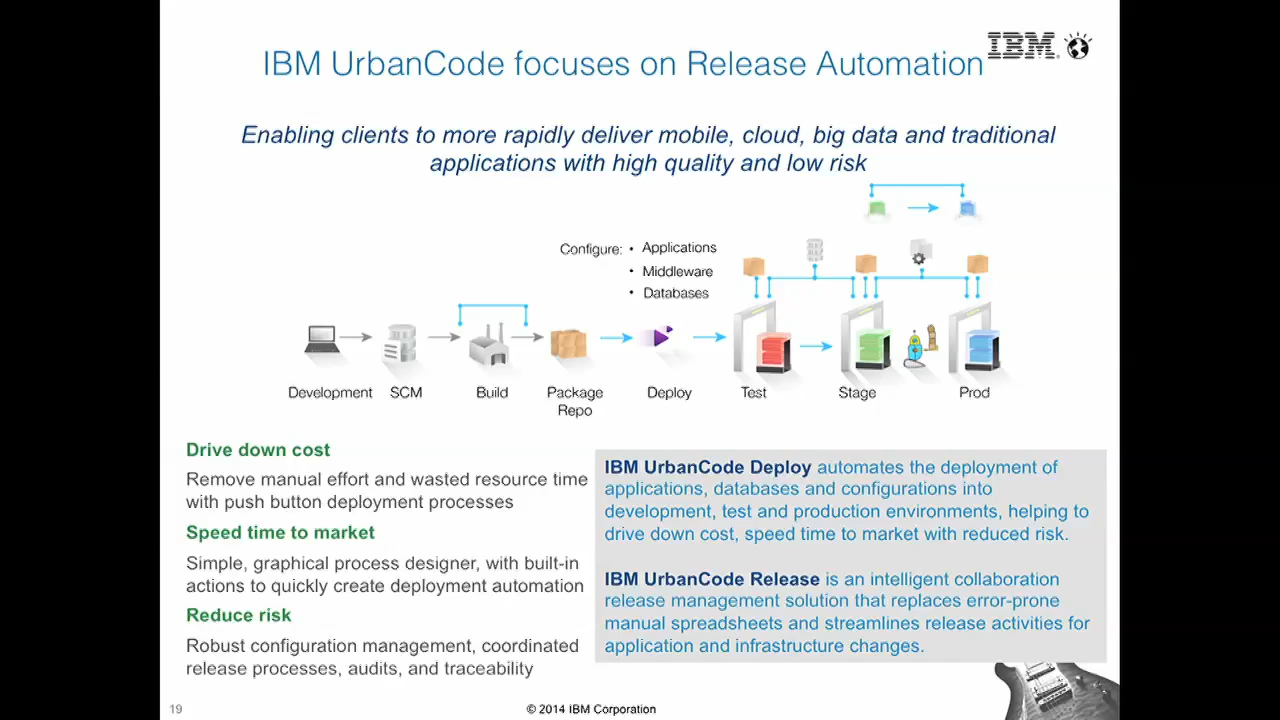 IBM UrbanCode focuses on Release Automation
IBM
Enabling clients to more rapidly deliver mobile, cloud, big data and traditional
applications with high quality and low risk
Configure: • Applications
• Middleware
• Databases
Development SCM Build Package Deploy Test Stage Prod
Repo
Drive down cost
Remove manual effort and wasted resource time
with push button deployment processes
Speed time to market
Simple, graphical process designer, with built-in
actions to quickly create deployment automation
Reduce risk
Robust configuration management, coordinated
release processes, audits, and traceability
IBM UrbanCode Deploy automates the deployment of
applications, databases and configurations into
development, test and production environments, helping to
drive down cost, speed time to market with reduced risk.
IBM UrbanCode Release is an intelligent collaboration
release management solution that replaces error-prone
manual spreadsheets and streamlines release activities for
application and infrastructure changes.
19
© 2014 IBM Corporation